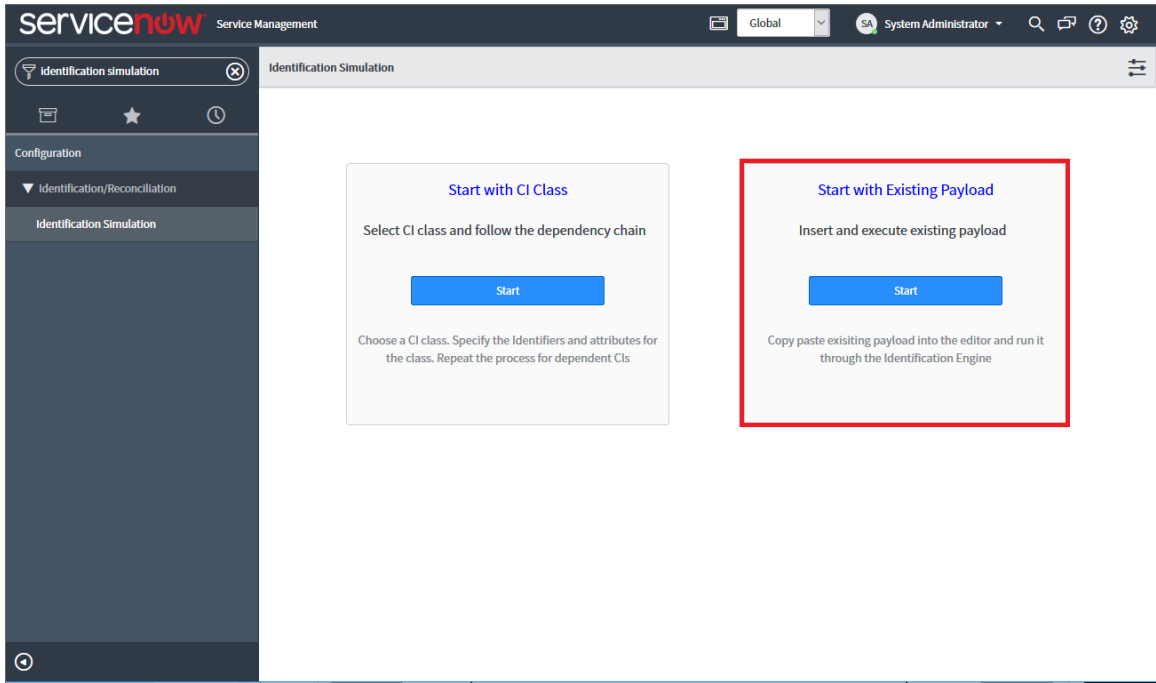 servicenow Service Management
Global
SA System Administrator
identification simulation
Identification Simulation
Configuration
Identification/Reconciliation
Identification Simulation
Start with CI Class
Select CI class and follow the dependency chain
Start
Choose a CI class. Specify the Identifiers and attributes for
the class. Repeat the process for dependent CIs
Start with Existing Payload
Insert and execute existing payload
Start
Copy paste exisiting payload into the editor and run it
through the Identification Engine